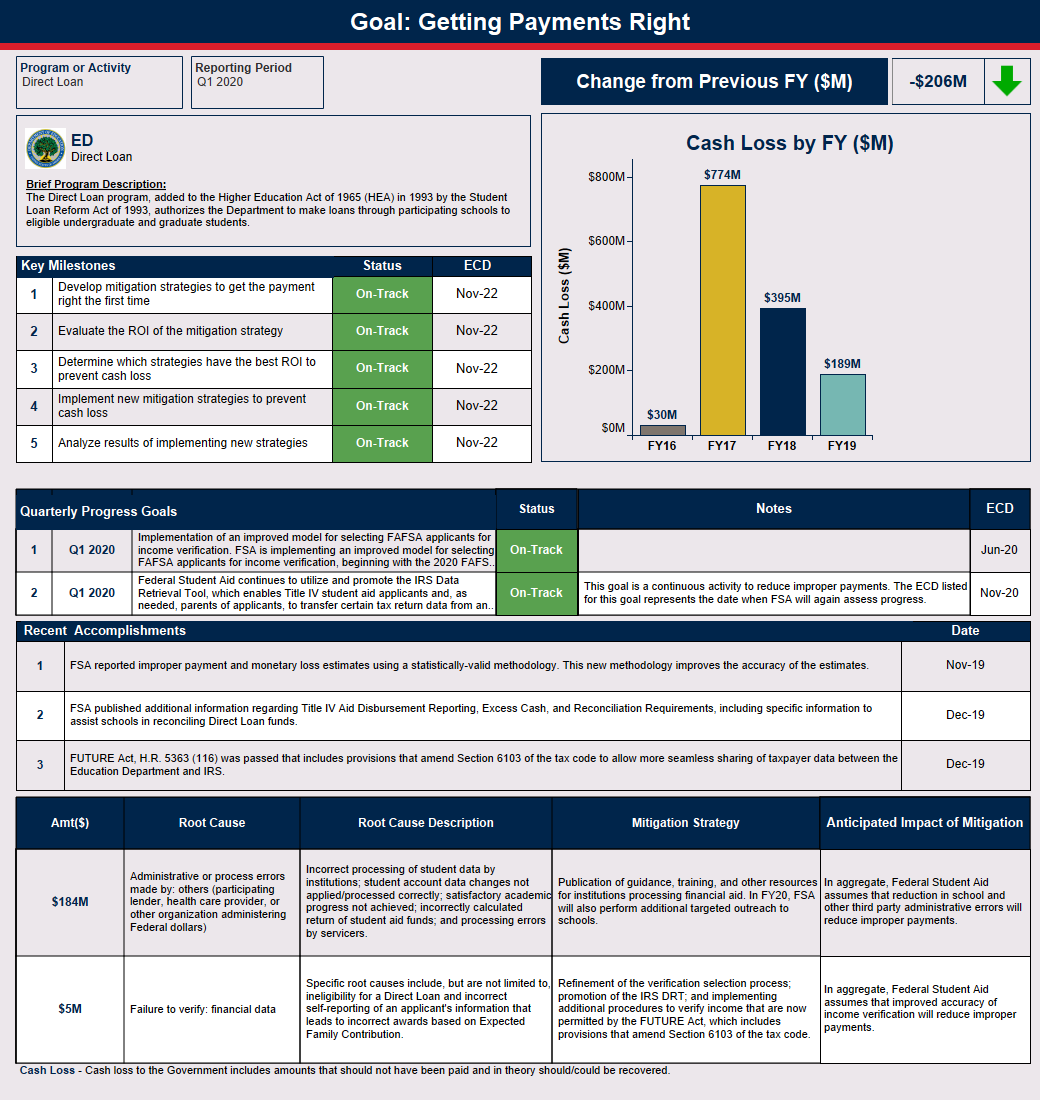 Goal: Getting Payments Right
Program or Activity
Direct Loan
Reporting Period
Q1 2020
Change from Previous FY ($M)
-$206M
ED
Direct Loan
Brief Program Description:
The Direct Loan program, added to the Higher Education Act of 1965 (HEA) in 1993 by the Student
Loan Reform Act of 1993, authorizes the Department to make loans through participating schools to
eligible undergraduate and graduate students.
Cash Loss by FY ($M)
Cash Loss ($M)
$800M
$600M
$400M
$200M
$0M
$30M
$774M
$395M
$189M
FY16
FY17
FY18
FY19
Key Milestones
Status
ECD
1
Develop mitigation strategies to get the payment
right the first time
On-Track
Nov-22
2
Evaluate the ROI of the mitigation strategy
On-Track
Nov-22
3
Determine which strategies have the best ROI to
prevent cash loss
On-Track
Nov-22
4
Implement new mitigation strategies to prevent
cash loss
On-Track
Nov-22
5
Analyze results of implementing new strategies
On-Track
Nov-22
Quarterly Progress Goals
Status
Notes
ECD
1
Q1 2020
Implementation of an improved model for selecting FAFSA applicants for
income verification. FSA is implementing an improved model for selecting
FAFSA applicants for income verification, beginning with the 2020 FAFS..
On-Track
Jun-20
2
Q1 2020
Federal Student Aid continues to utilize and promote the IRS Data
Retrieval Tool, which enables Title IV student aid applicants and, as
needed, parents of applicants, to transfer certain tax return data from an..
On-Track
This goal is a continuous activity to reduce improper payments. The ECD listed
for this goal represents the date when FSA will again assess progress.
Nov-20
Recent Accomplishments
Date
1
FSA reported improper payment and monetary loss estimates using a statistically-valid methodology. This new methodology improves the accuracy of the estimates.
Nov-19
2
FSA published additional information regarding Title IV Aid Disbursement Reporting, Excess Cash, and Reconciliation Requirements, including specific information to
assist schools in reconciling Direct Loan funds.
Dec-19
3
FUTURE Act, H.R. 5363 (116) was passed that includes provisions that amend Section 6103 of the tax code to allow more seamless sharing of taxpayer data between the
Education Department and IRS.
Dec-19
Amt($)
Root Cause
Root Cause Description
Mitigation Strategy
Anticipated Impact of Mitigation
$184M
Administrative or process errors
made by: others (participating
lender, health care provider, or
other organization administering
Federal dollars)
Incorrect processing of student data by
institutions; student account data changes not
applied/processed correctly; satisfactory academic
progress not achieved; incorrectly calculated
return of student aid funds; and processing errors
by servicers.
Publication of guidance, training, and other resources
for institutions processing financial aid. In FY20, FSA
will also perform additional targeted outreach to
schools.
In aggregate, Federal Student Aid
assumes that reduction in school and
other third party administrative errors will
reduce improper payments.
$5M
Failure to verify: financial data
Specific root causes include, but are not limited to,
ineligibility for a Direct Loan and incorrect
self-reporting of an applicant's information that
leads to incorrect awards based on Expected
Family Contribution.
Refinement of the verification selection process;
promotion of the IRS DRT; and implementing
additional procedures to verify income that are now
permitted by the FUTURE Act, which includes
provisions that amend Section 6103 of the tax code.
In aggregate, Federal Student Aid
assumes that improved accuracy of
income verification will reduce improper
payments.
Cash Loss - Cash loss to the Government includes amounts that should not have been paid and in theory should/could be recovered.